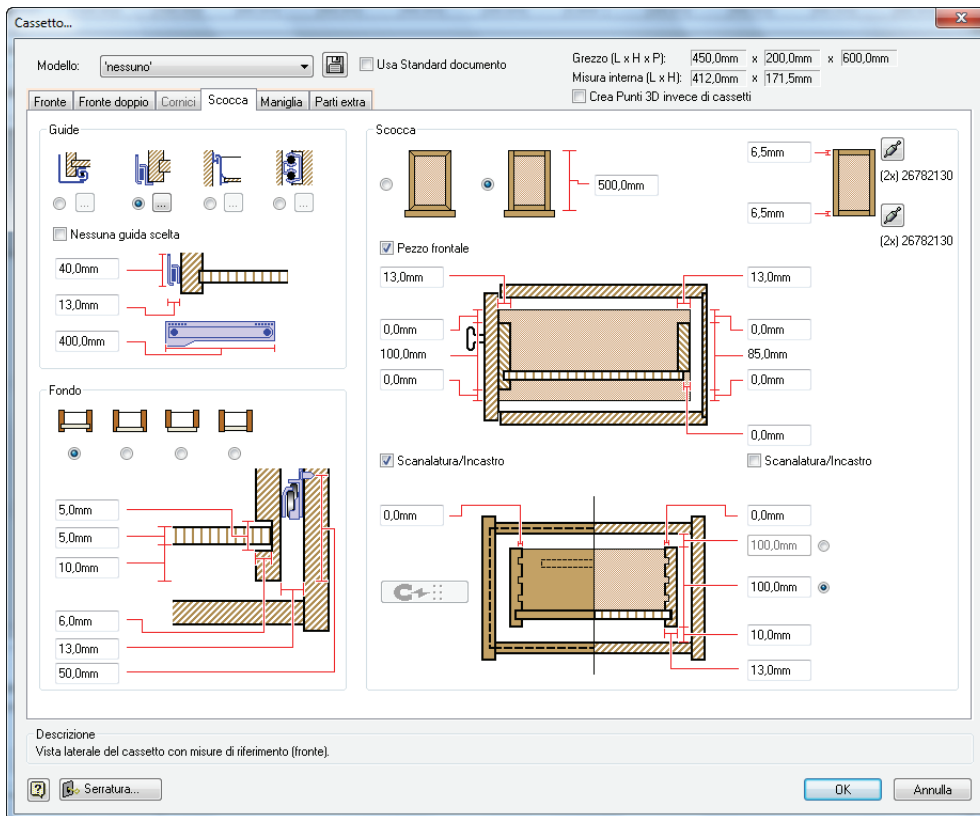 Cassetto...
Modello: 'nessuno'
Usa Standard documento
Grezzo (L x H x P): 450,0mm x 200,0mm x 600,0mm
Misura interna (L x H): 412,0mm x 171,5mm
Crea Punti 3D invece di cassetti
Fronte Fronte doppio Cornici Scocca Maniglia Parti extra
Guide
... ... ... ...
Nessuna guida scelta
40,0mm
13,0mm
400,0mm
Fondo
5,0mm
5,0mm
10,0mm
6,0mm
13,0mm
50,0mm
Scocca
500,0mm
6,5mm
(2x) 26782130
6,5mm
(2x) 26782130
Pezzo frontale
13,0mm 13,0mm
0,0mm 0,0mm
100,0mm 85,0mm
0,0mm 0,0mm
0,0mm
Scanalatura/Incastro Scanalatura/Incastro
0,0mm 0,0mm
100,0mm
100,0mm
10,0mm
13,0mm
Descrizione
Vista laterale del cassetto con misure di riferimento (fronte).
? Serratura... OK Annulla